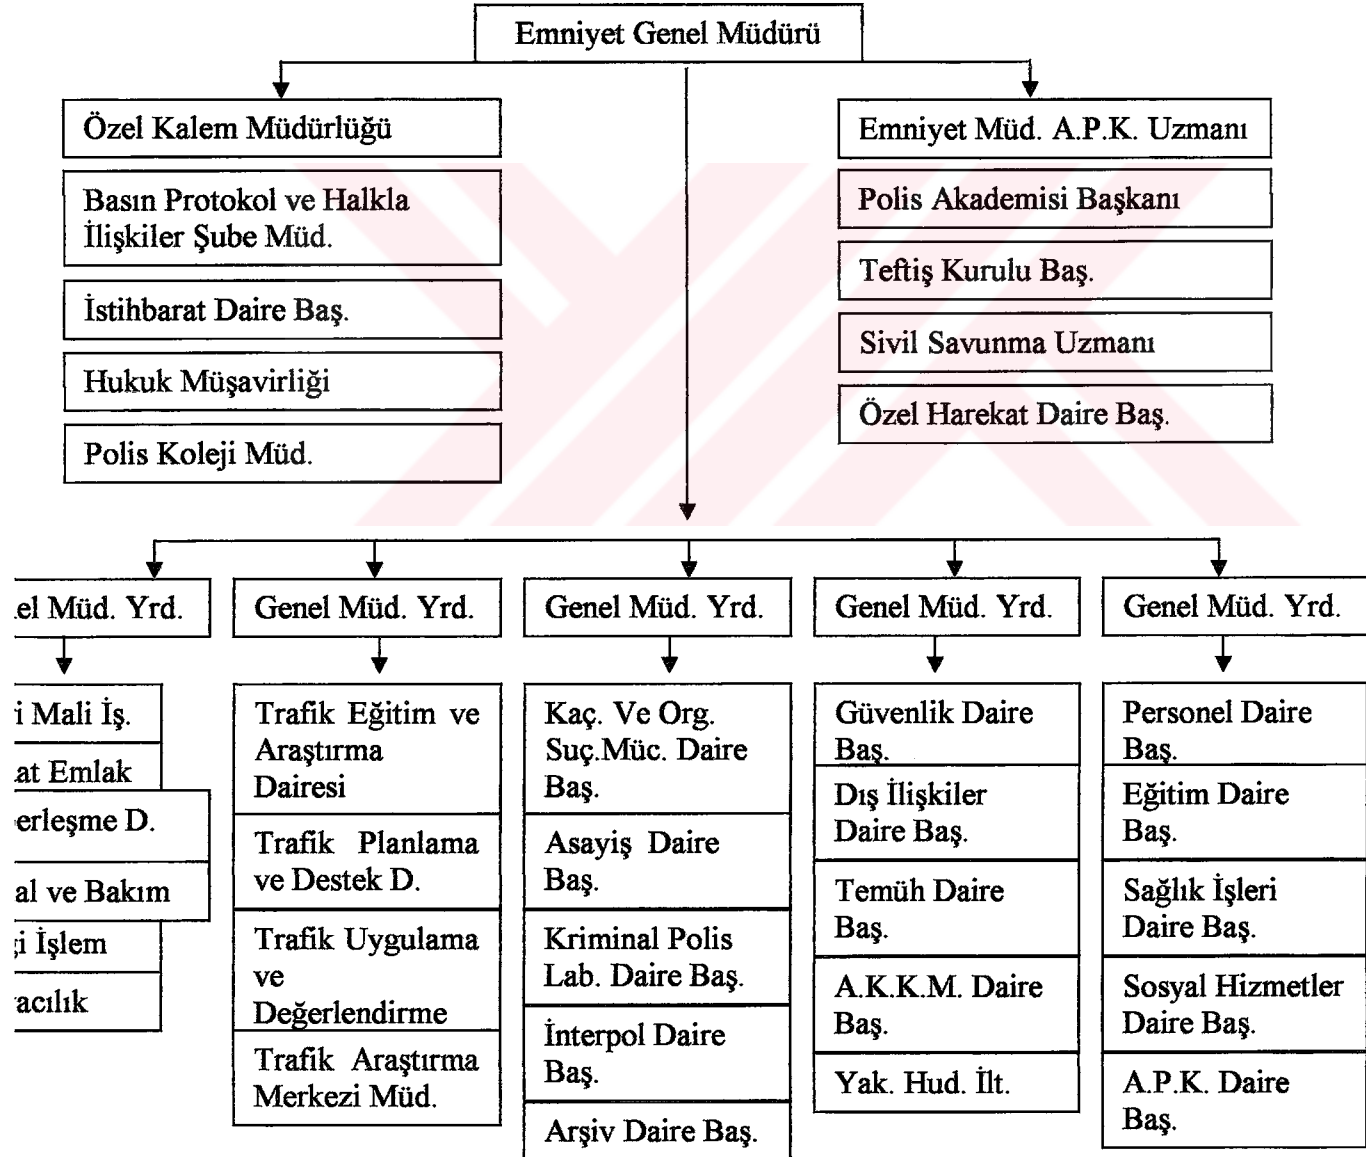 Emniyet Genel Müdürü
Özel Kalem Müdürlüğü
Basın Protokol ve Halkla
İlişkiler Şube Müd.
İstihbarat Daire Baş.
Hukuk Müşavirliği
Polis Koleji Müd.
Emniyet Müd. A.P.K. Uzmanı
Polis Akademisi Başkanı
Teftiş Kurulu Baş.
Sivil Savunma Uzmanı
Özel Harekat Daire Baş.
Müd. Yrd.
Mali İş.
Emlak
D.
ve Bakım
İşlem
Genel Müd. Yrd.
Trafik Eğitim ve
Araştırma
Dairesi
Trafik Planlama
ve Destek D.
Trafik Uygulama
ve
Değerlendirme
Trafik Araştırma
Merkezi Müd.
Genel Müd. Yrd.
Kaç. Ve Org.
Suç.Müc. Daire
Baş.
Asayiş Daire
Baş.
Kriminal Polis
Lab. Daire Baş.
İnterpol Daire
Baş.
Arşiv Daire Baş.
Genel Müd. Yrd.
Güvenlik Daire
Baş.
Dış İlişkiler
Daire Baş.
Temüh Daire
Baş.
A.K.K.M. Daire
Baş.
Yak. Hud. İlt.
Genel Müd. Yrd.
Personel Daire
Baş.
Eğitim Daire
Baş.
Sağlık İşleri
Daire Baş.
Sosyal Hizmetler
Daire Baş.
A.P.K. Daire
Baş.